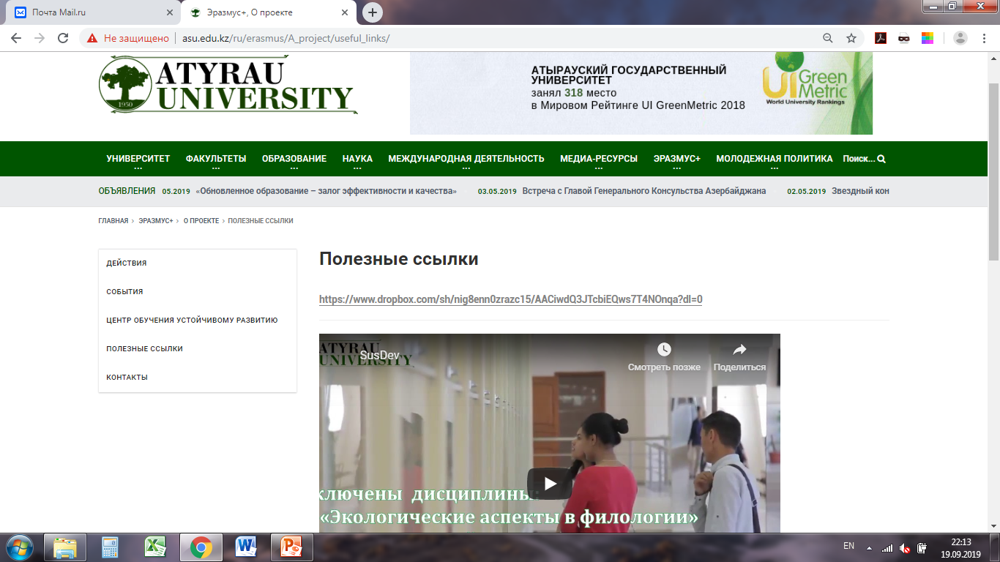 Почта Mail.ru
Эразмус+, О проекте
Не защищено
asu.edu.kz/ru/erasmus/A_project/useful_links/
ATYRAU
UNIVERSITY
1950
АТЫРАУСКИЙ ГОСУДАРСТВЕННЫЙ
УНИВЕРСИТЕТ
занял 318 место
в Мировом Рейтинге UI GreenMetric 2018
UI Green
Metric
World University Rankings
УНИВЕРСИТЕТ ФАКУЛЬТЕТЫ ОБРАЗОВАНИЕ НАУКА МЕЖДУНАРОДНАЯ ДЕЯТЕЛЬНОСТЬ МЕДИА-РЕСУРСЫ ЭРАЗМУС+ МОЛОДЕЖНАЯ ПОЛИТИКА Поиск...
ОБЪЯВЛЕНИЯ 05.2019 «Обновленное образование – залог эффективности и качества» 03.05.2019 Встреча с Главой Генерального Консульства Азербайджана 02.05.2019 Звездный кон
ГЛАВНАЯ › ЭРАЗМУС+ › О ПРОЕКТЕ › ПОЛЕЗНЫЕ ССЫЛКИ
ДЕЙСТВИЯ
СОБЫТИЯ
ЦЕНТР ОБУЧЕНИЯ УСТОЙЧИВОМУ РАЗВИТИЮ
ПОЛЕЗНЫЕ ССЫЛКИ
КОНТАКТЫ
Полезные ссылки
https://www.dropbox.com/sh/nig8enn0zrazc15/AACiwdQ3JTcbiEQws7T4NOnqa?dl=0
ATYRAU
UNIVERSITY
SusDev
Смотреть позже
Поделиться
ключены дисциплины:
«Экологические аспекты в филологии»
EN
22:13
19.09.2019